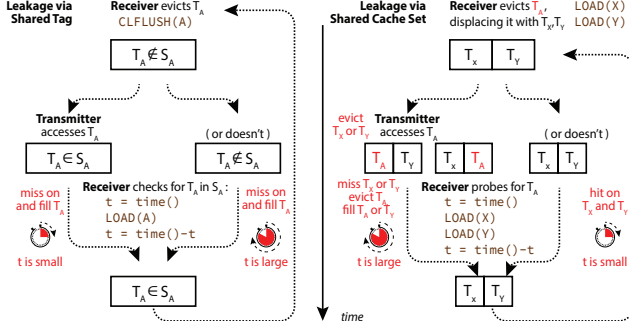 Leakage via
Shared Tag
Receiver evicts T_A
CLFLUSH(A)
T_A ∉ S_A
Transmitter
accesses T_A
( or doesn't )
T_A ∈ S_A
T_A ∉ S_A
miss on
and fill T_A
Receiver checks for T_A in S_A :
t = time()
LOAD(A)
t = time()-t
miss on
and fill T_A
t is small
t is large
T_A ∈ S_A
time
Leakage via
Shared Cache Set
Receiver evicts T_A,
displacing it with T_X,T_Y
LOAD(X)
LOAD(Y)
T_X T_Y
evict
T_X or T_Y
Transmitter
accesses T_A
( or doesn't )
T_A T_Y
T_X T_A
T_X T_Y
miss T_X or T_Y
evict T_A
fill T_A or T_Y
Receiver probes for T_A
t = time()
LOAD(X)
LOAD(Y)
t = time()-t
hit on
T_X and T_Y
t is large
t is small
T_X T_Y